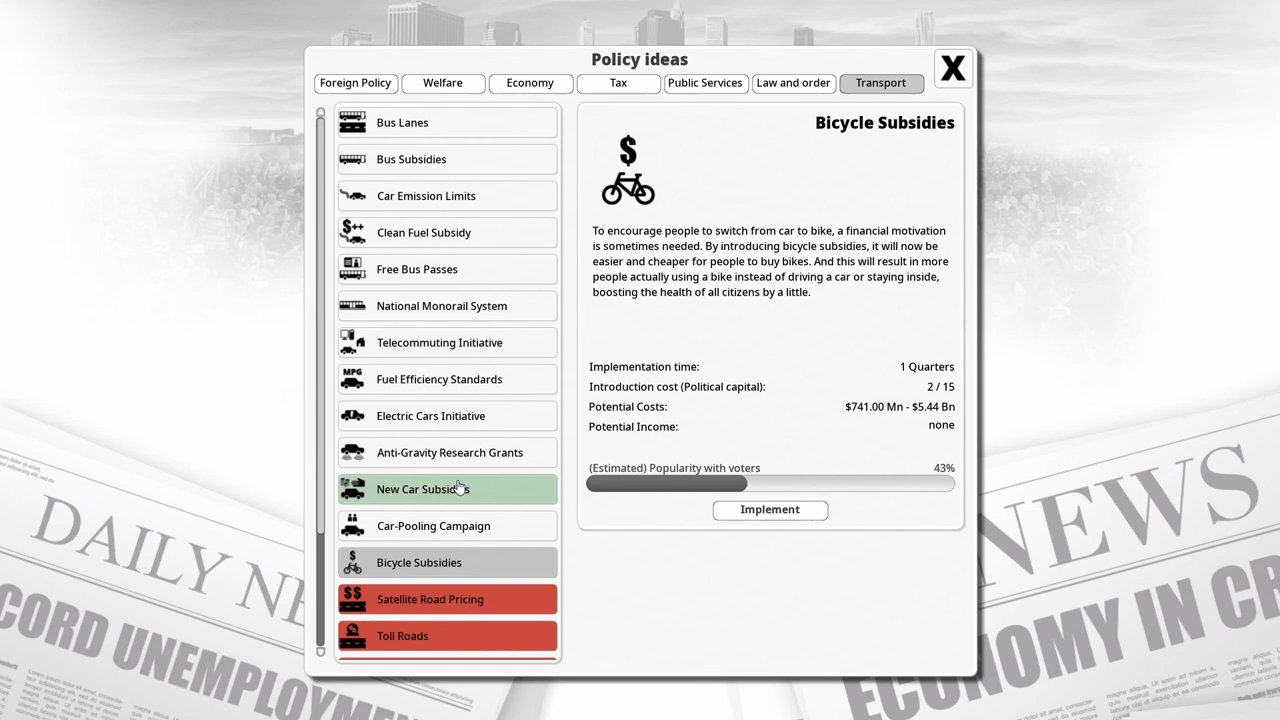 Policy ideas
X
Foreign Policy
Welfare
Economy
Tax
Public Services
Law and order
Transport
Bus Lanes
Bus Subsidies
Car Emission Limits
$++
Clean Fuel Subsidy
Free Bus Passes
National Monorail System
Telecommuting Initiative
MPG
Fuel Efficiency Standards
Electric Cars Initiative
Anti-Gravity Research Grants
New Car Subsidies
Car-Pooling Campaign
$
Bicycle Subsidies
$$
Satellite Road Pricing
Toll Roads
Bicycle Subsidies
$
To encourage people to switch from car to bike, a financial motivation
is sometimes needed. By introducing bicycle subsidies, it will now be
easier and cheaper for people to buy bikes. And this will result in more
people actually using a bike instead of driving a car or staying inside,
boosting the health of all citizens by a little.
Implementation time: 1 Quarters
Introduction cost (Political capital): 2 / 15
Potential Costs: $741.00 Mn - $5.44 Bn
Potential Income: none
(Estimated) Popularity with voters 43%
Implement
DAILY NE
CORD UNEMPLOYM
NEWS
ECONOMY IN CR